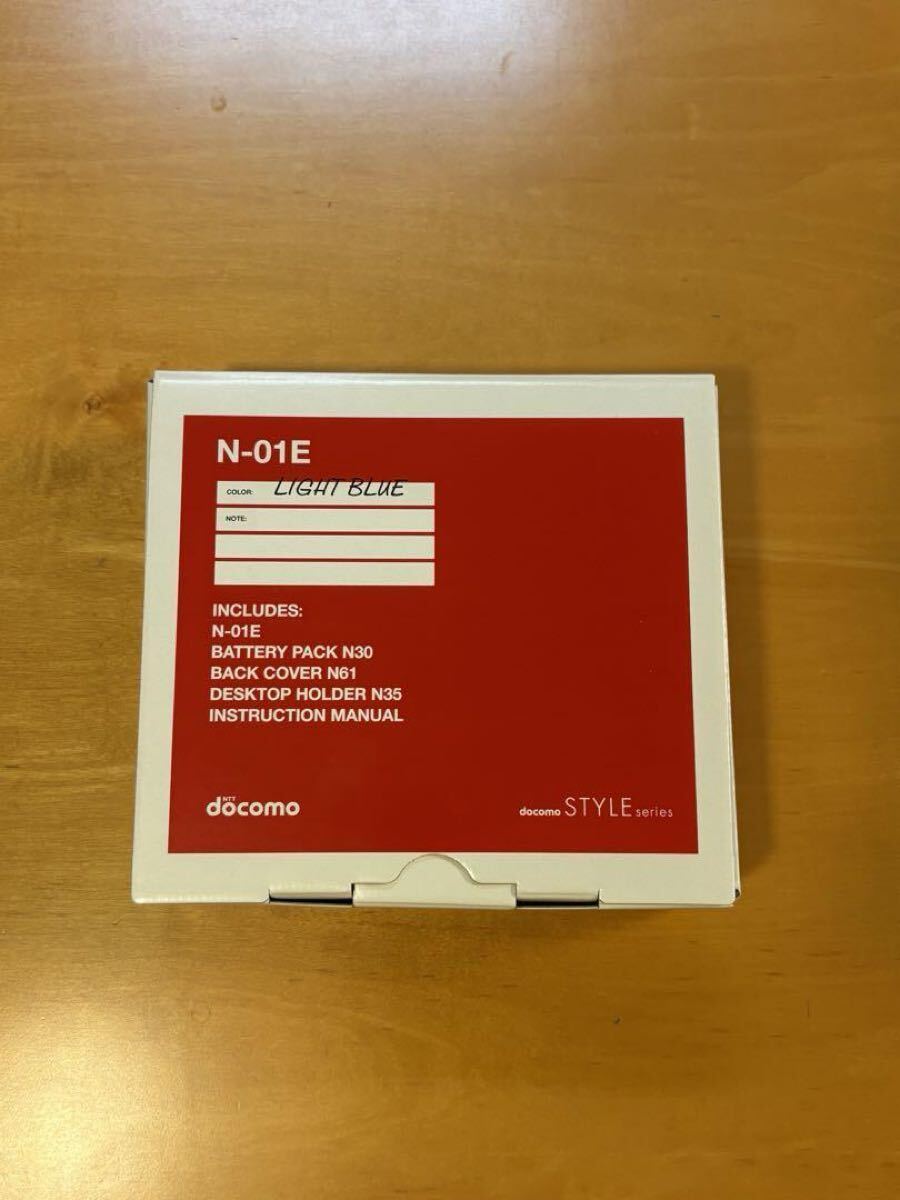 N-01E
COLOR: LIGHT BLUE
NOTE:
INCLUDES:
N-01E
BATTERY PACK N30
BACK COVER N61
DESKTOP HOLDER N35
INSTRUCTION MANUAL
NTT
docomo
docomo STYLE series